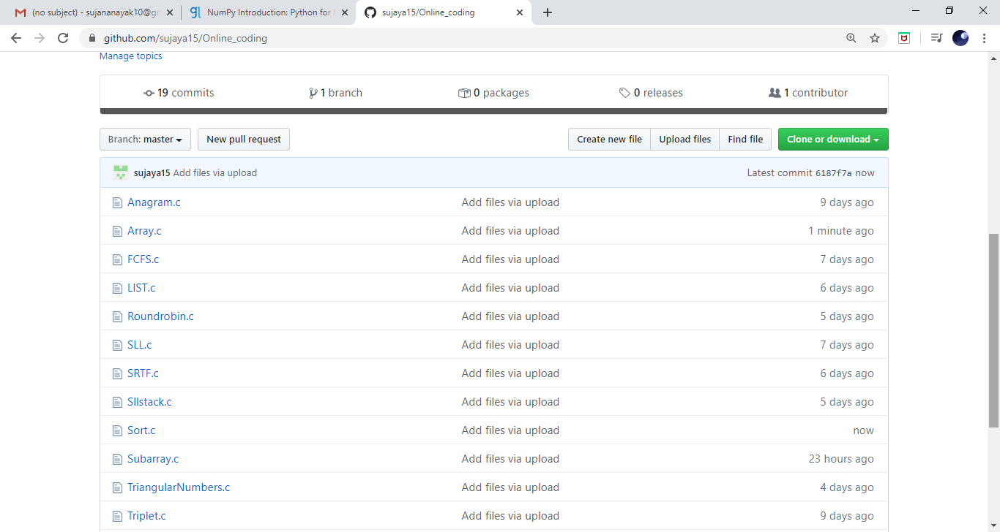 (no subject) - sujananayak10@gm
NumPy Introduction: Python for
sujaya15/Online_coding
github.com/sujaya15/Online_coding
Manage topics
19 commits 1 branch 0 packages 0 releases 1 contributor
Branch: master New pull request Create new file Upload files Find file Clone or download
sujaya15 Add files via upload Latest commit 6187f7a now
Anagram.c Add files via upload 9 days ago
Array.c Add files via upload 1 minute ago
FCFS.c Add files via upload 7 days ago
LIST.c Add files via upload 6 days ago
Roundrobin.c Add files via upload 5 days ago
SLL.c Add files via upload 7 days ago
SRTF.c Add files via upload 6 days ago
Sllstack.c Add files via upload 5 days ago
Sort.c Add files via upload now
Subarray.c Add files via upload 23 hours ago
TriangularNumbers.c Add files via upload 4 days ago
Triplet.c Add files via upload 9 days ago